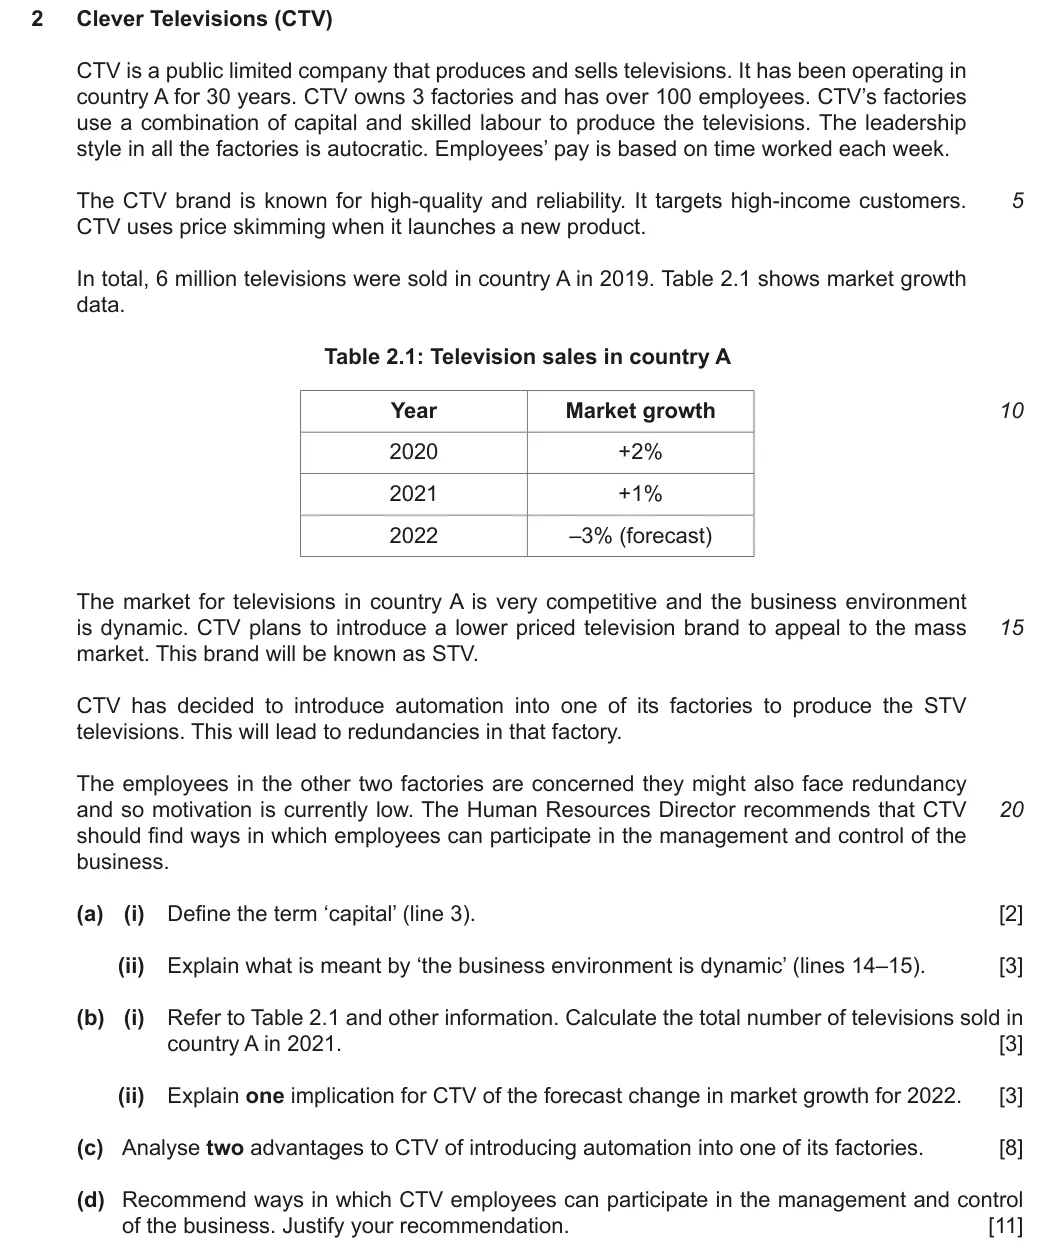 2 Clever Televisions (CTV)
CTV is a public limited company that produces and sells televisions. It has been operating in
country A for 30 years. CTV owns 3 factories and has over 100 employees. CTV’s factories
use a combination of capital and skilled labour to produce the televisions. The leadership
style in all the factories is autocratic. Employees’ pay is based on time worked each week.
The CTV brand is known for high-quality and reliability. It targets high-income customers. 5
CTV uses price skimming when it launches a new product.
In total, 6 million televisions were sold in country A in 2019. Table 2.1 shows market growth
data.
Table 2.1: Television sales in country A
Year Market growth 10
2020 +2%
2021 +1%
2022 –3% (forecast)
The market for televisions in country A is very competitive and the business environment
is dynamic. CTV plans to introduce a lower priced television brand to appeal to the mass 15
market. This brand will be known as STV.
CTV has decided to introduce automation into one of its factories to produce the STV
televisions. This will lead to redundancies in that factory.
The employees in the other two factories are concerned they might also face redundancy
and so motivation is currently low. The Human Resources Director recommends that CTV 20
should find ways in which employees can participate in the management and control of the
business.
(a) (i) Define the term ‘capital’ (line 3). [2]
(ii) Explain what is meant by ‘the business environment is dynamic’ (lines 14–15). [3]
(b) (i) Refer to Table 2.1 and other information. Calculate the total number of televisions sold in
country A in 2021. [3]
(ii) Explain one implication for CTV of the forecast change in market growth for 2022. [3]
(c) Analyse two advantages to CTV of introducing automation into one of its factories. [8]
(d) Recommend ways in which CTV employees can participate in the management and control
of the business. Justify your recommendation. [11]